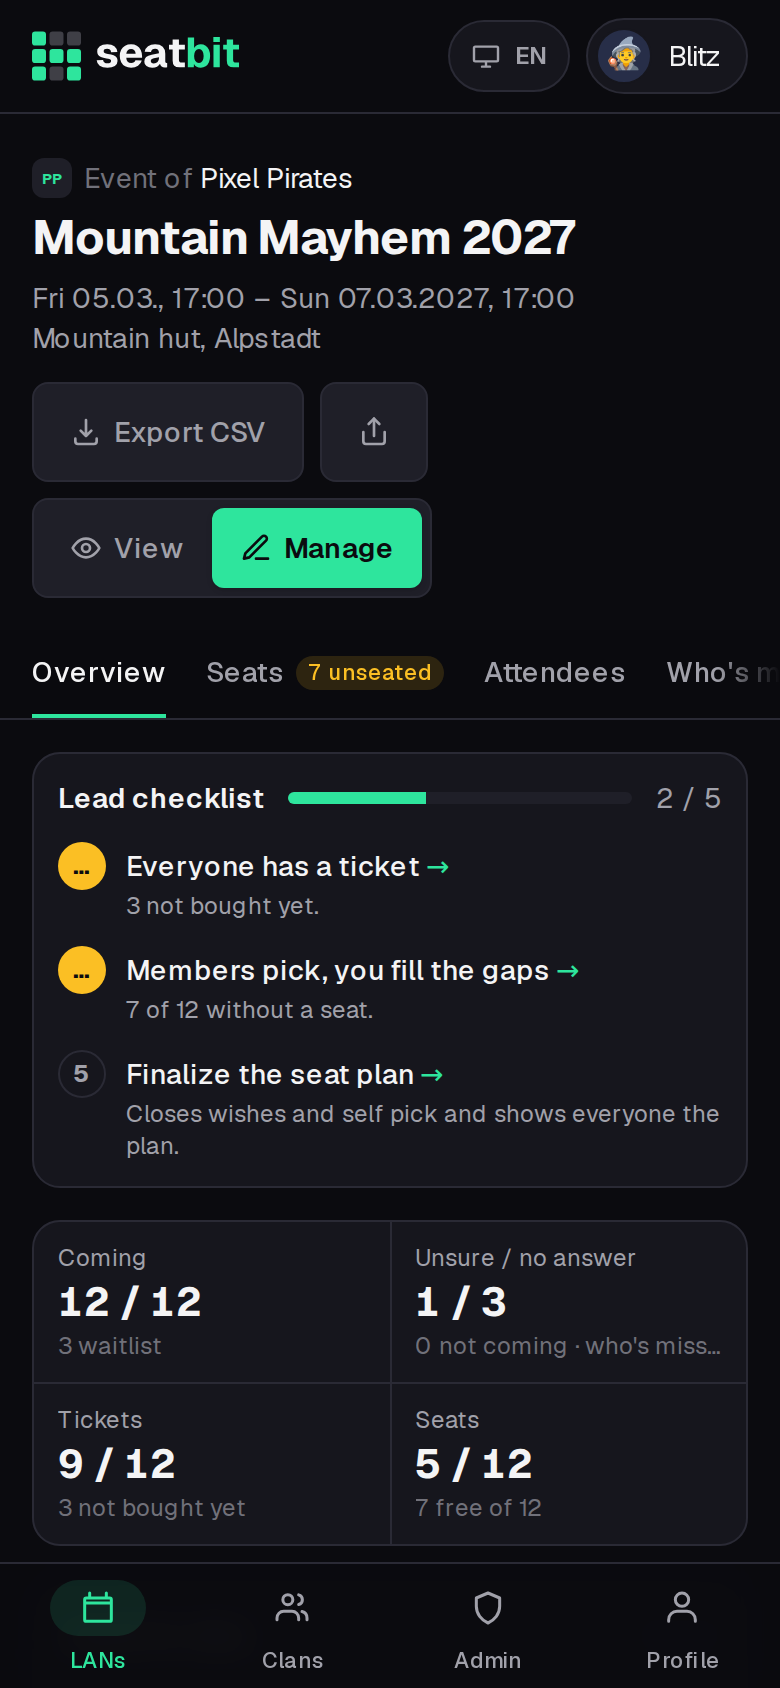 seatbit
EN
Blitz
PP
Event of Pixel Pirates
Mountain Mayhem 2027
Fri 05.03., 17:00 – Sun 07.03.2027, 17:00
Mountain hut, Alpstadt
Export CSV
View
Manage
Overview
Seats
7 unseated
Attendees
Who's m
Lead checklist
2 / 5
...
Everyone has a ticket →
3 not bought yet.
...
Members pick, you fill the gaps →
7 of 12 without a seat.
5
Finalize the seat plan →
Closes wishes and self pick and shows everyone the
plan.
Coming
12 / 12
3 waitlist
Unsure / no answer
1 / 3
0 not coming · who's miss...
Tickets
9 / 12
3 not bought yet
Seats
5 / 12
7 free of 12
LANs
Clans
Admin
Profile